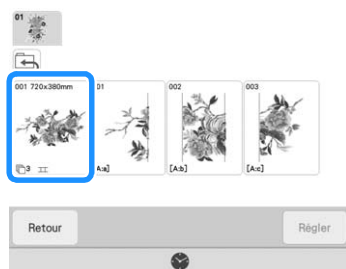 01
001 720x380mm
01
002
003
3
A:a]
[A:b]
[A:c]
Retour
Régler